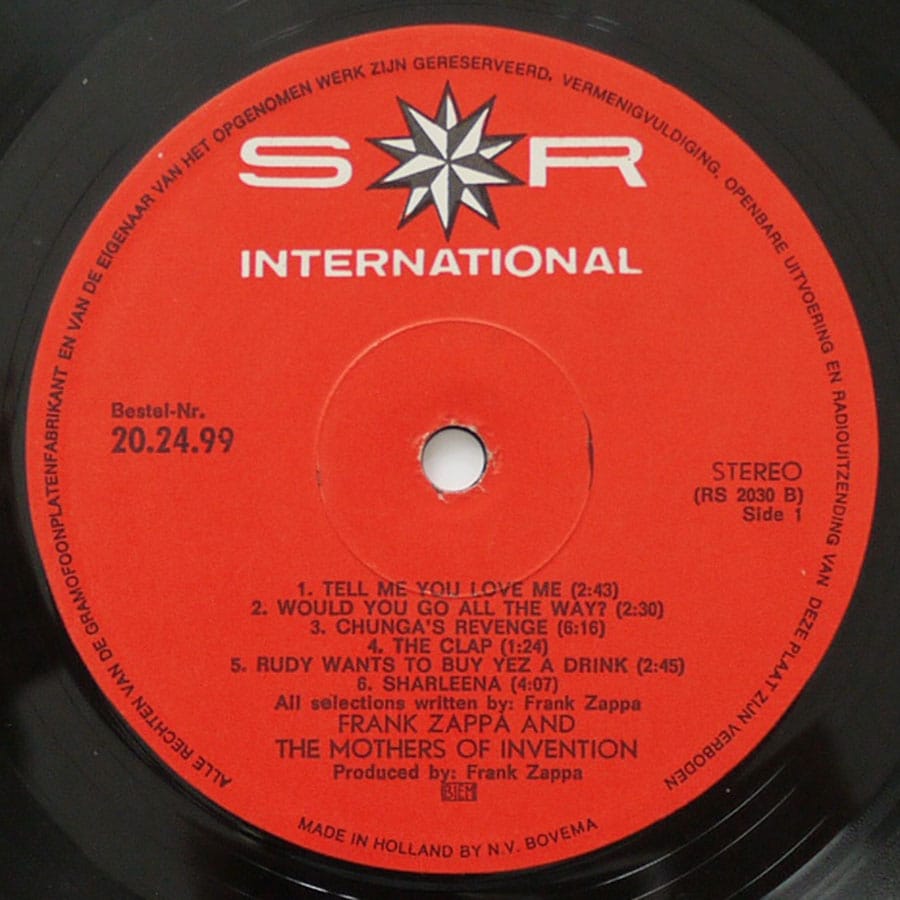 ALLE RECHTEN VAN DE GRAMOFOONPLATENFABRIKANT EN VAN DE EIGENAAR VAN HET OPGENOMEN WERK ZIJN GERESERVEERD, VERMENIGVULDIGING, OPENBARE UITVOERING EN RADIOUITZENDING VAN DEZE PLAAT ZIJN VERBODEN
S R
INTERNATIONAL
Bestel-Nr.
20.24.99
STEREO
(RS 2030 B)
Side 1
1. TELL ME YOU LOVE ME (2:43)
2. WOULD YOU GO ALL THE WAY? (2:30)
3. CHUNGA'S REVENGE (6:16)
4. THE CLAP (1:24)
5. RUDY WANTS TO BUY YEZ A DRINK (2:45)
6. SHARLEENA (4:07)
All selections written by: Frank Zappa
FRANK ZAPPA AND
THE MOTHERS OF INVENTION
Produced by: Frank Zappa
BIEM
MADE IN HOLLAND BY N.V. BOVEMA